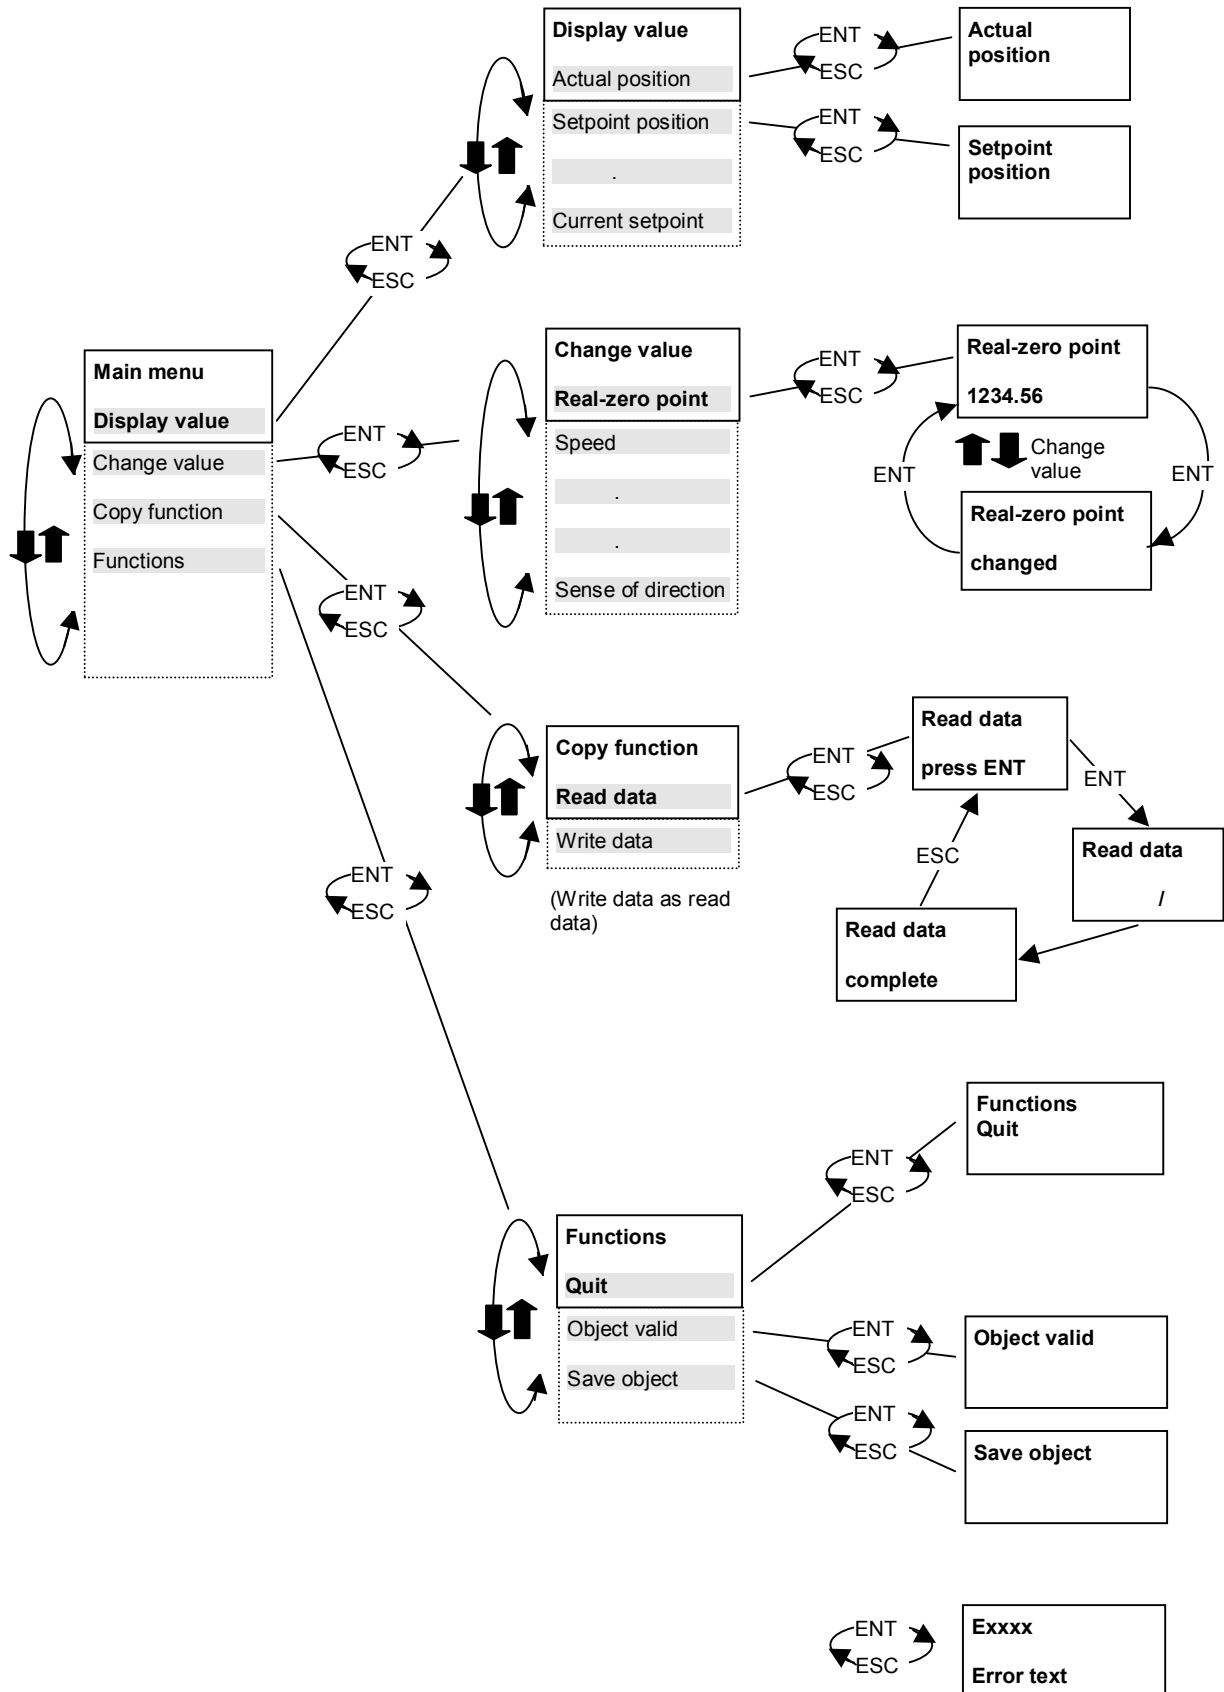 Display value
Actual position
Setpoint position
.
Current setpoint
ENT
ESC
Actual
position
ENT
ESC
Setpoint
position
ENT
ESC
Main menu
Display value
Change value
Copy function
Functions
ENT
ESC
Change value
Real-zero point
Speed
.
.
Sense of direction
ENT
ESC
Real-zero point
1234.56
Change
value
ENT
ENT
Real-zero point
changed
ENT
ESC
Copy function
Read data
Write data
(Write data as read
data)
ENT
ESC
Read data
press ENT
ENT
Read data
/
ESC
Read data
complete
ENT
ESC
Functions
Quit
Object valid
Save object
ENT
ESC
Functions
Quit
ENT
ESC
Object valid
ENT
ESC
Save object
ENT
ESC
Exxxx
Error text